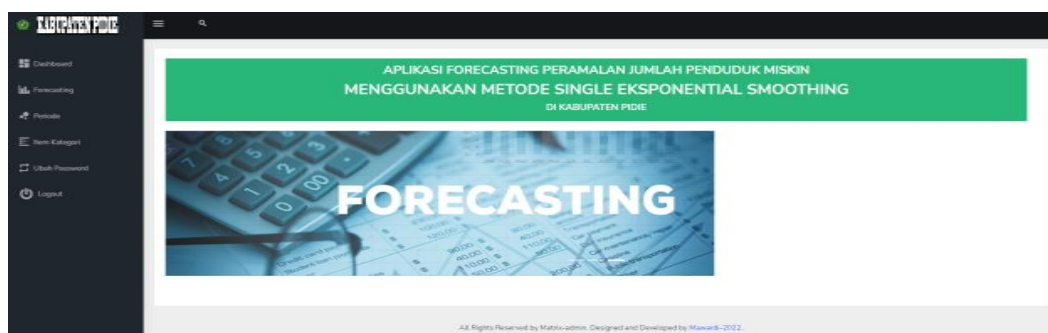 KABUPATEN PIDIE
Dashboard
Forecasting
Periode
Item Kategori
Ubah Password
Logout
APLIKASI FORECASTING PERAMALAN JUMLAH PENDUDUK MISKIN
MENGGUNAKAN METODE SINGLE EKSPONENTIAL SMOOTHING
DI KABUPATEN PIDIE
FORECASTING
All Rights Reserved by Matrix-admin. Designed and Developed by Mawardi-2022.